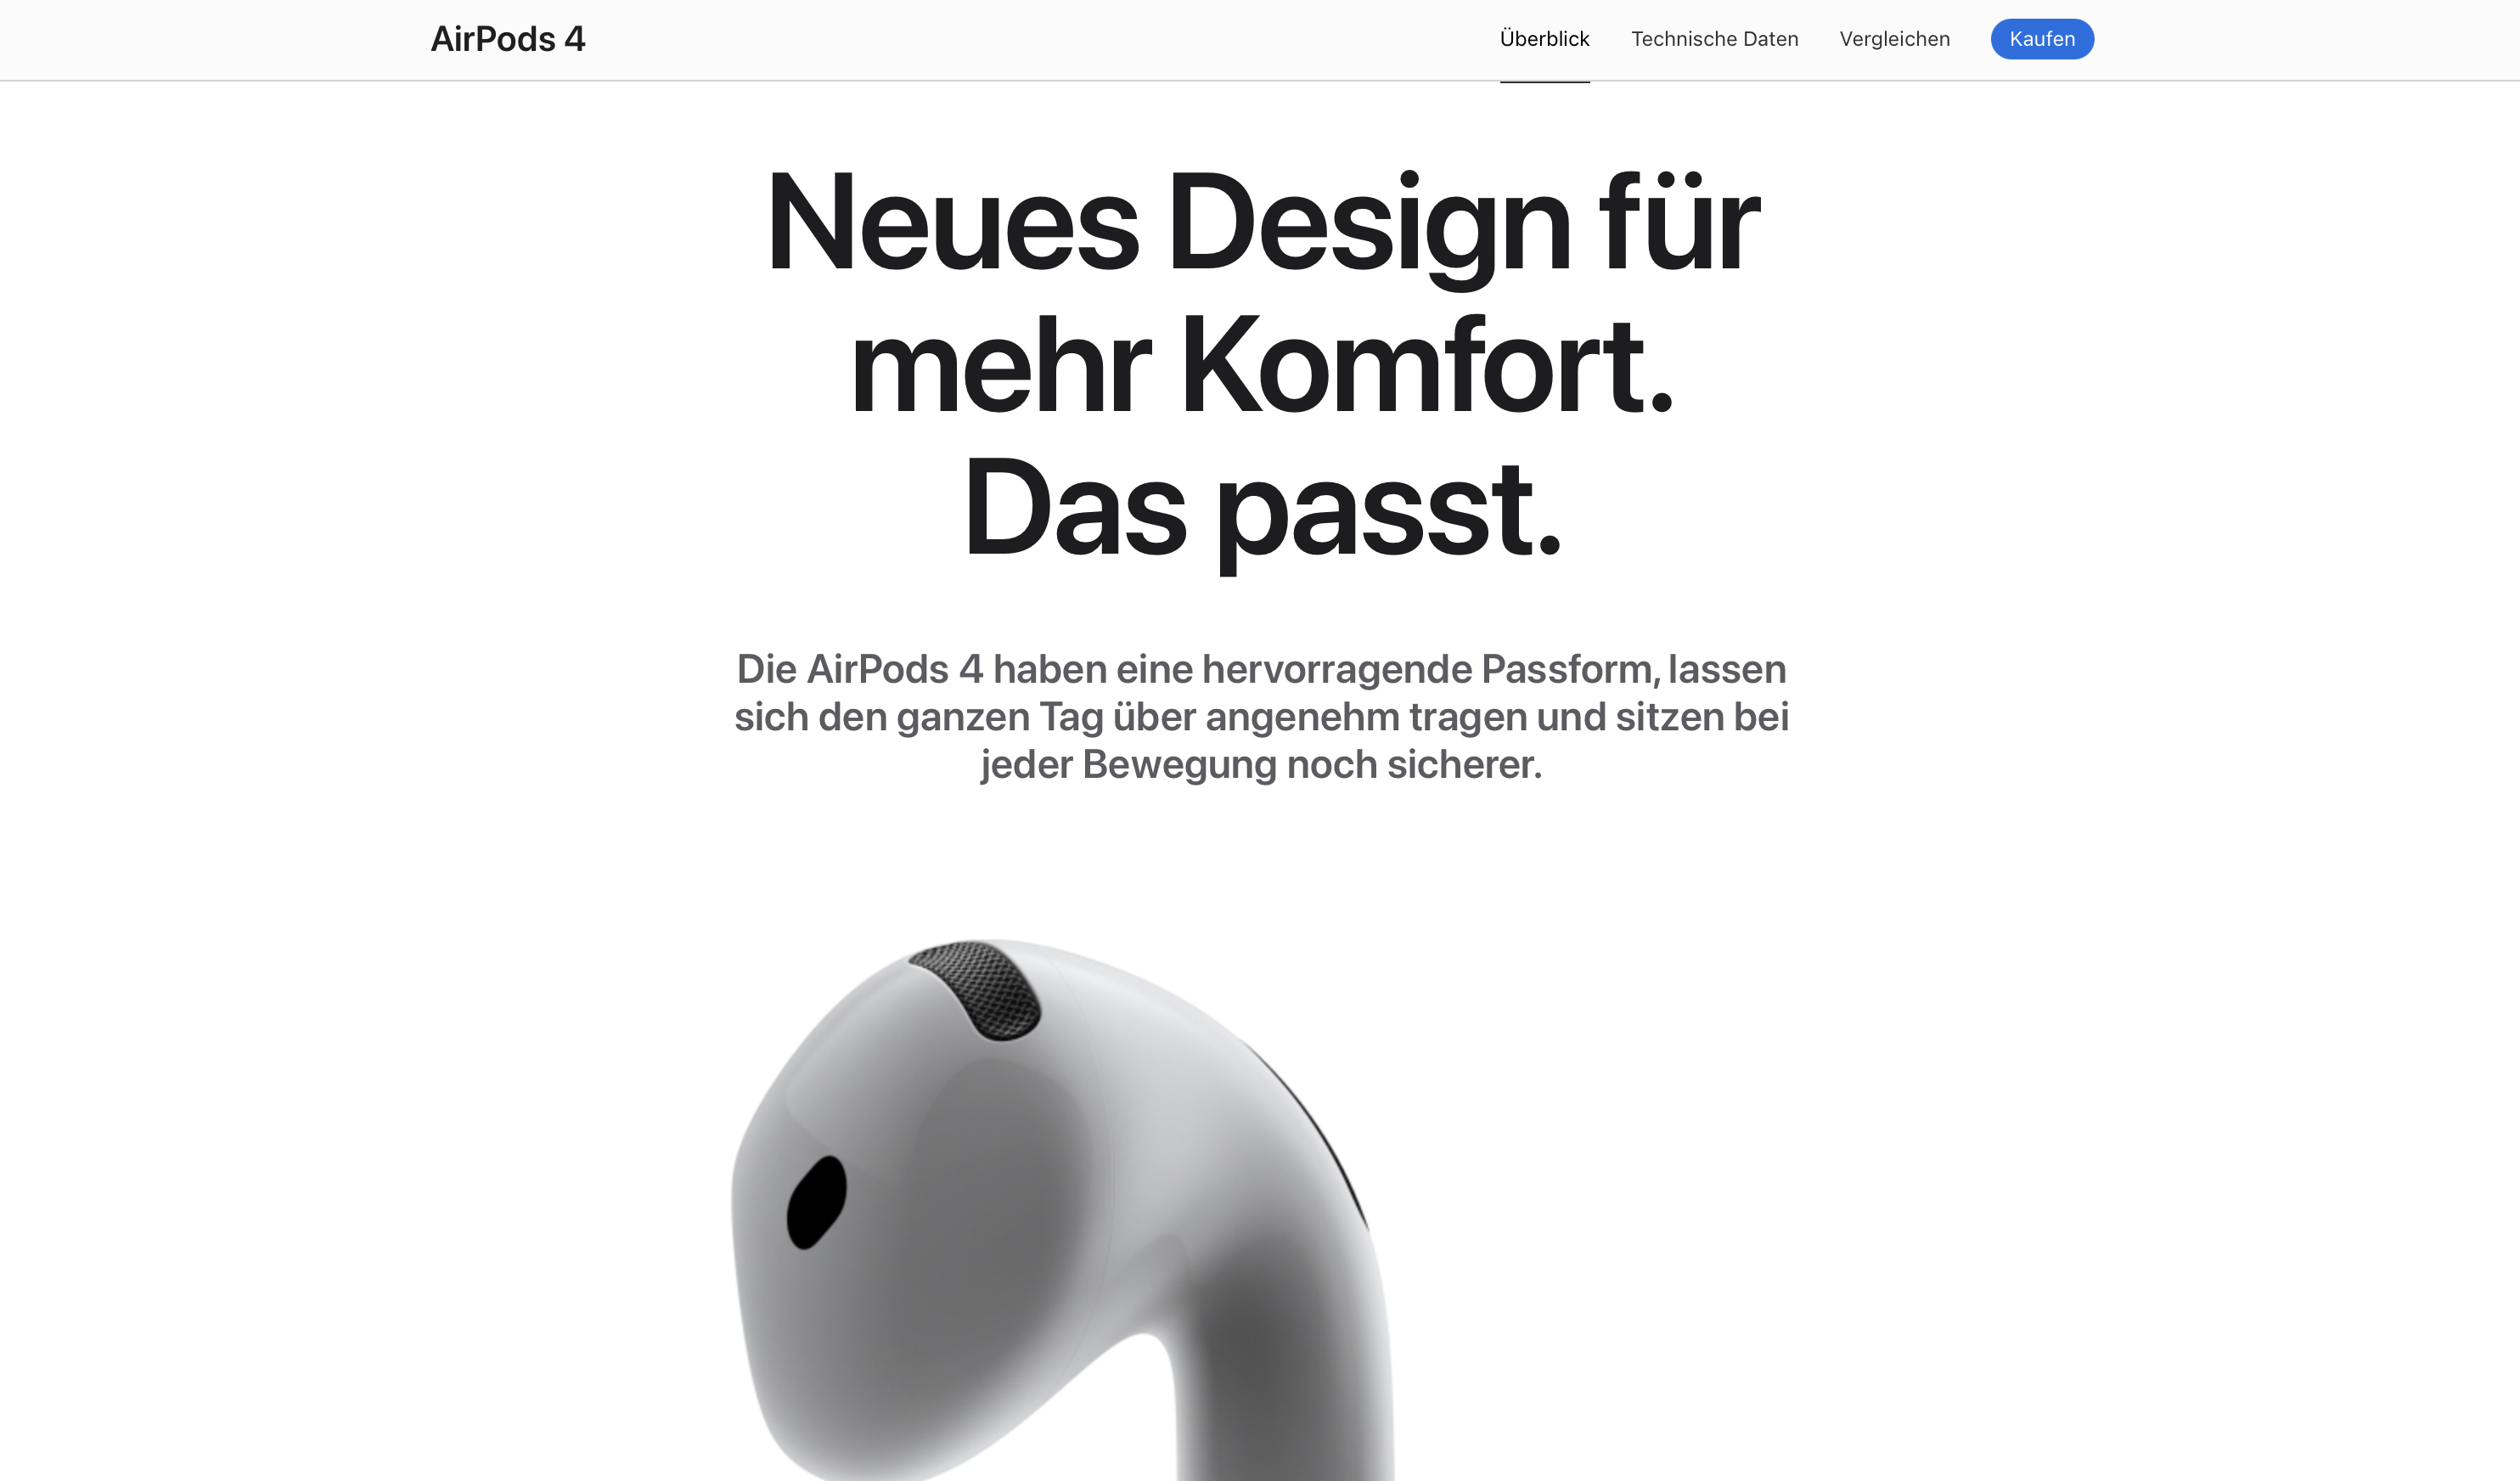 AirPods 4
Überblick
Technische Daten
Vergleichen
Kaufen
Neues Design für
mehr Komfort.
Das passt.
Die AirPods 4 haben eine hervorragende Passform, lassen
sich den ganzen Tag über angenehm tragen und sitzen bei
jeder Bewegung noch sicherer.